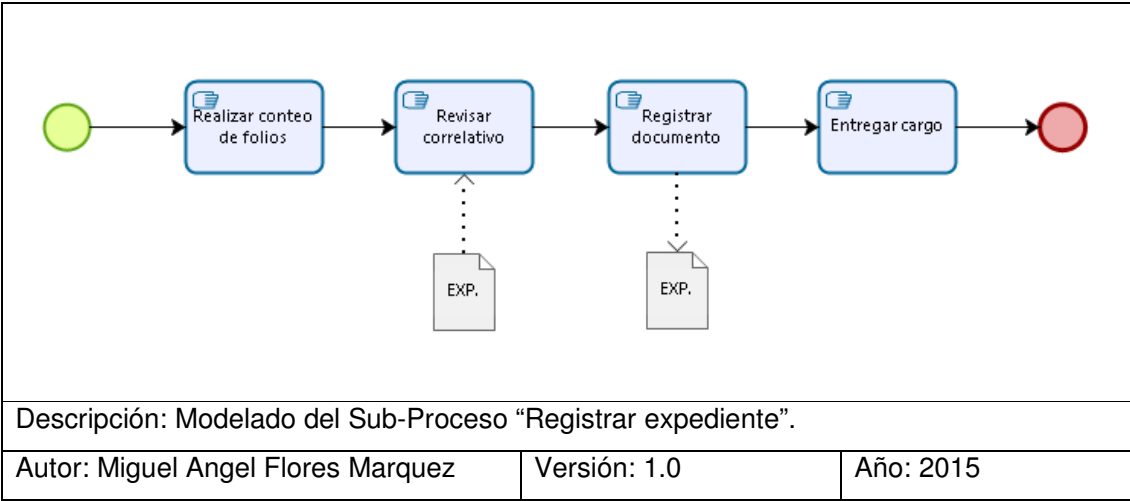 Realizar conteo
de folios
Revisar
correlativo
Registrar
documento
Entregar cargo
EXP.
EXP.
Descripción: Modelado del Sub-Proceso “Registrar expediente”.
Autor: Miguel Angel Flores Marquez
Versión: 1.0
Año: 2015